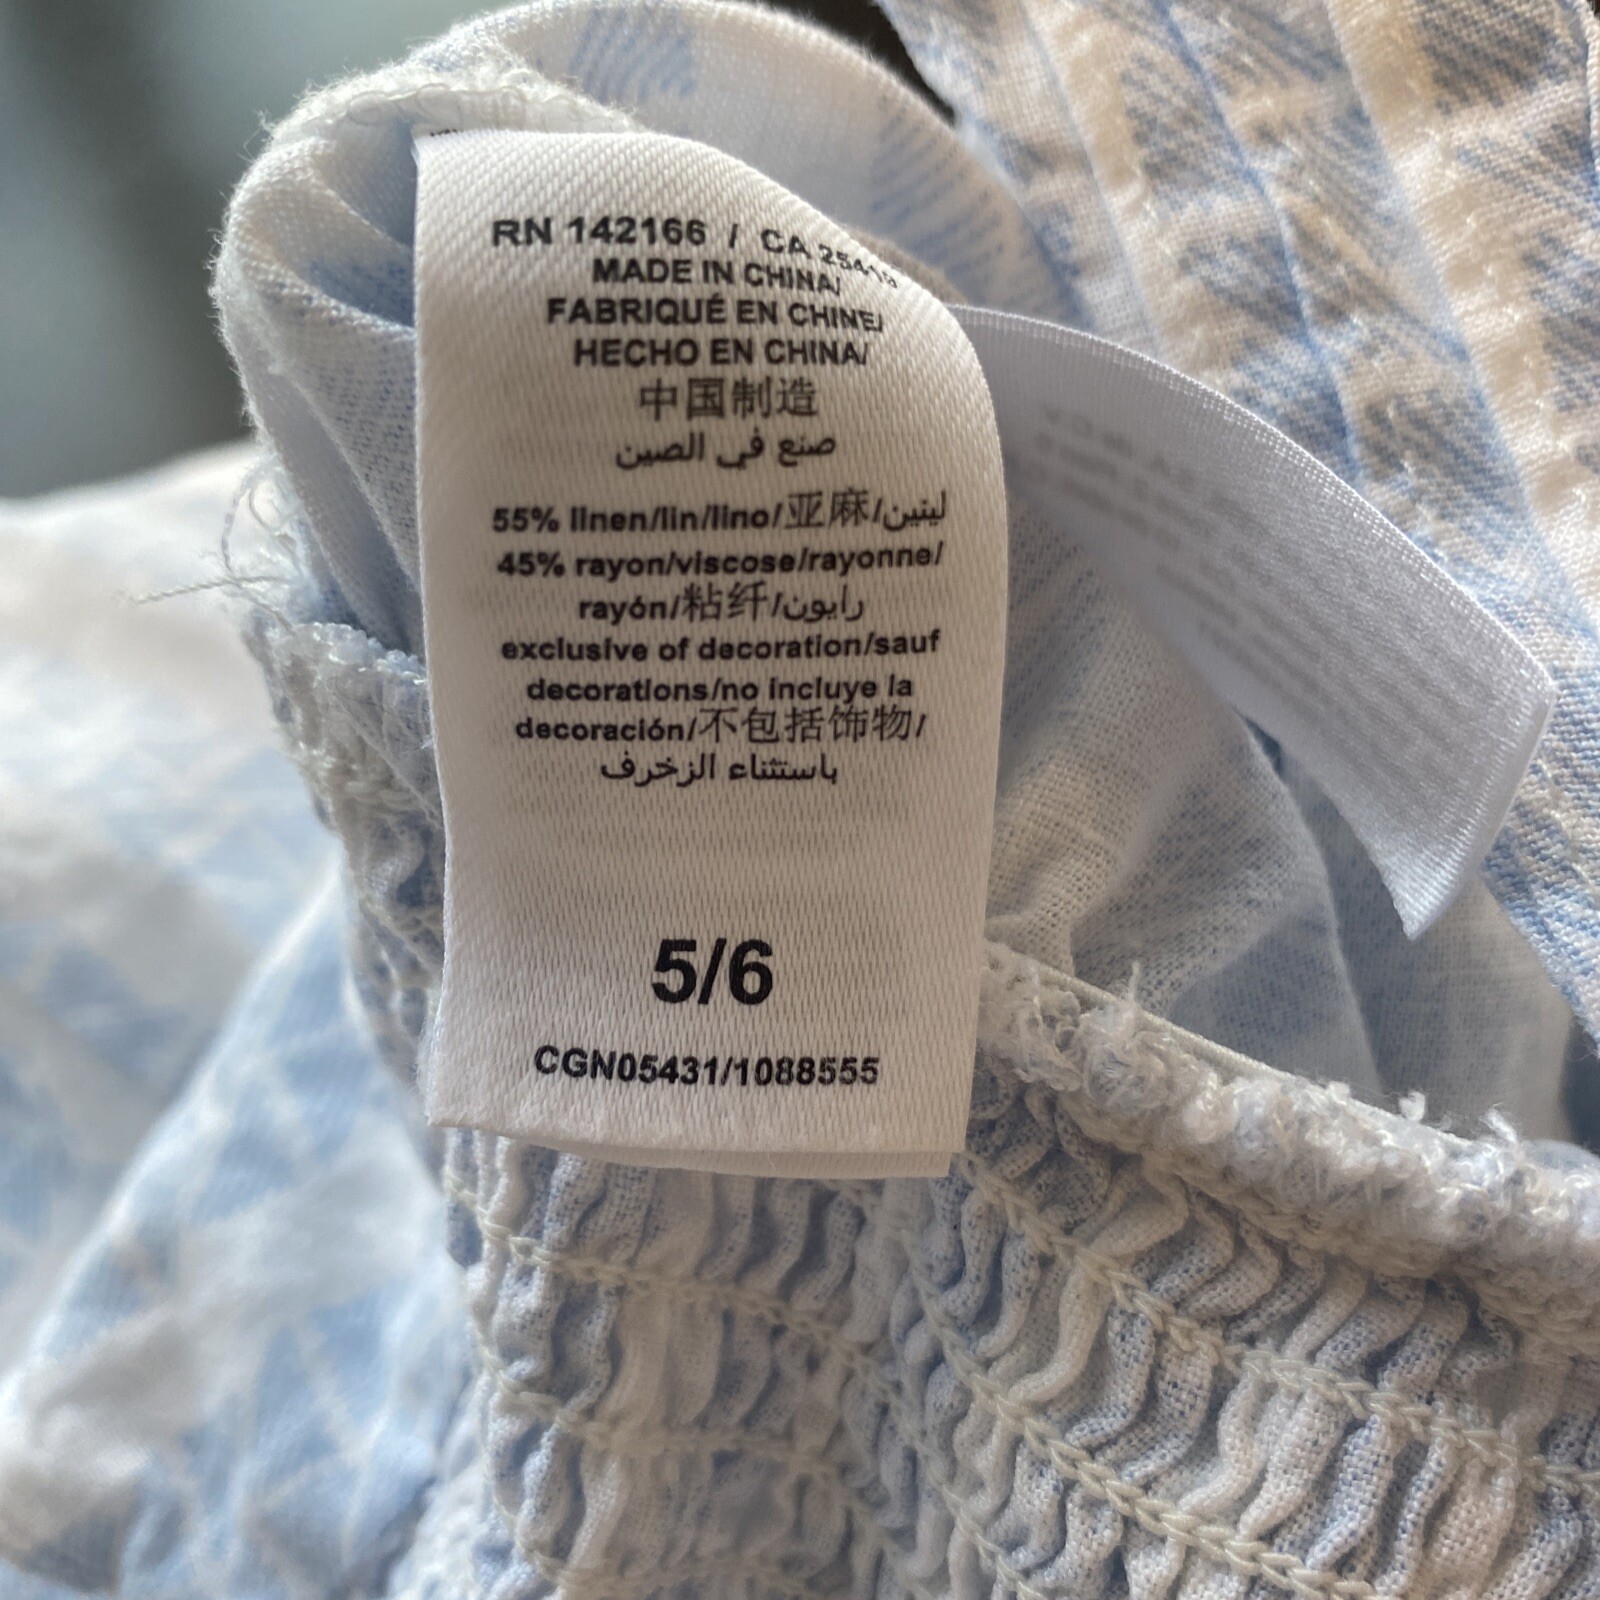 RN 142166 / CA 25418
MADE IN CHINA/
FABRIQUÉ EN CHINE/
HECHO EN CHINA/
中国制造
صنع في الصين
55% linen/lin/lino/亚麻/لينين
45% rayon/viscose/rayonne/
rayón/粘纤/رايون
exclusive of decoration/sauf
decorations/no incluye la
decoración/不包括饰物/
باستثناء الزخرف
5/6
CGN05431/1088555